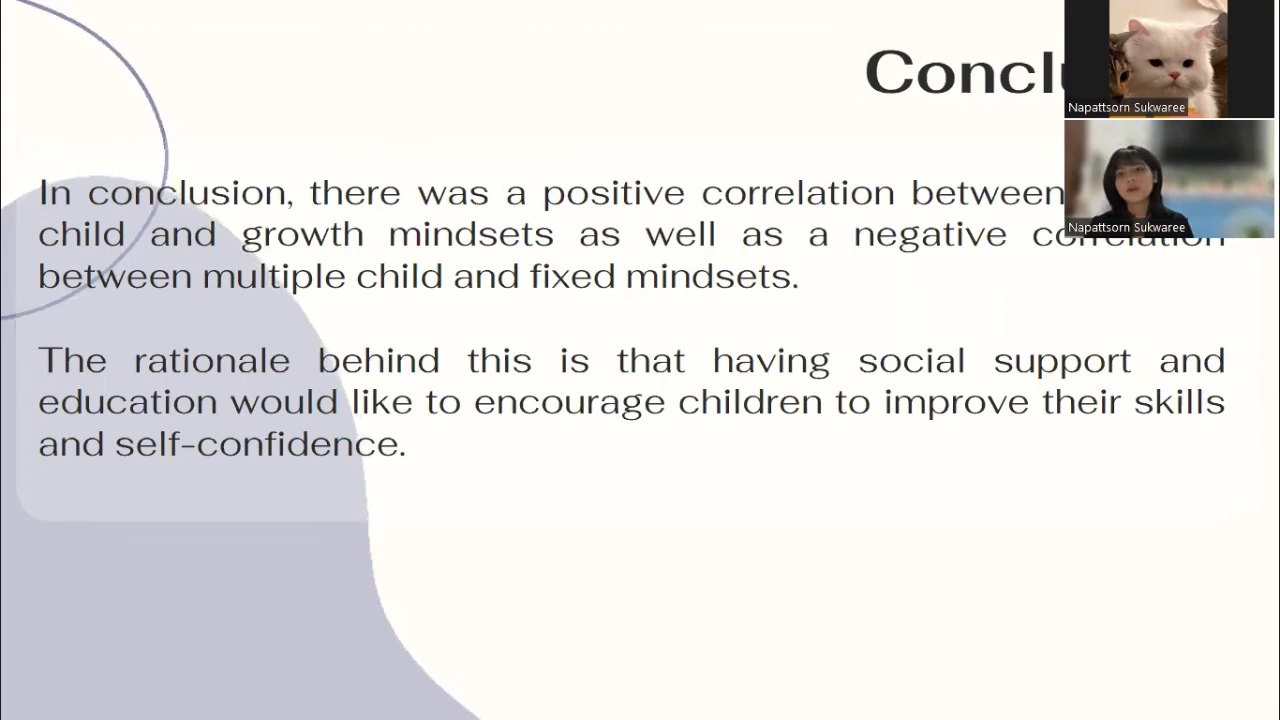 Conclu
Napattsorn Sukwaree
Napattsorn Sukwaree
In conclusion, there was a positive correlation between
child and growth mindsets as well as a negative correlation
between multiple child and fixed mindsets.
The rationale behind this is that having social support and
education would like to encourage children to improve their skills
and self-confidence.